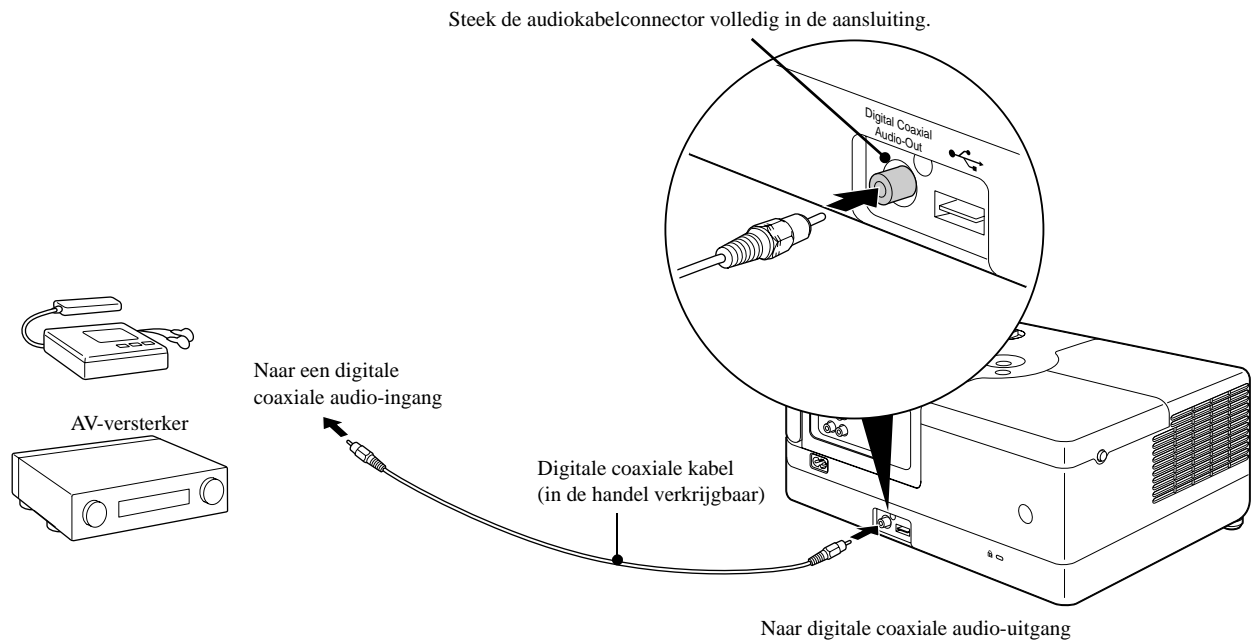 Steek de audiokabelconnector volledig in de aansluiting.
Digital Coaxial
Audio-Out
Naar een digitale
coaxiale audio-ingang
AV-versterker
Digitale coaxiale kabel
(in de handel verkrijgbaar)
Naar digitale coaxiale audio-uitgang